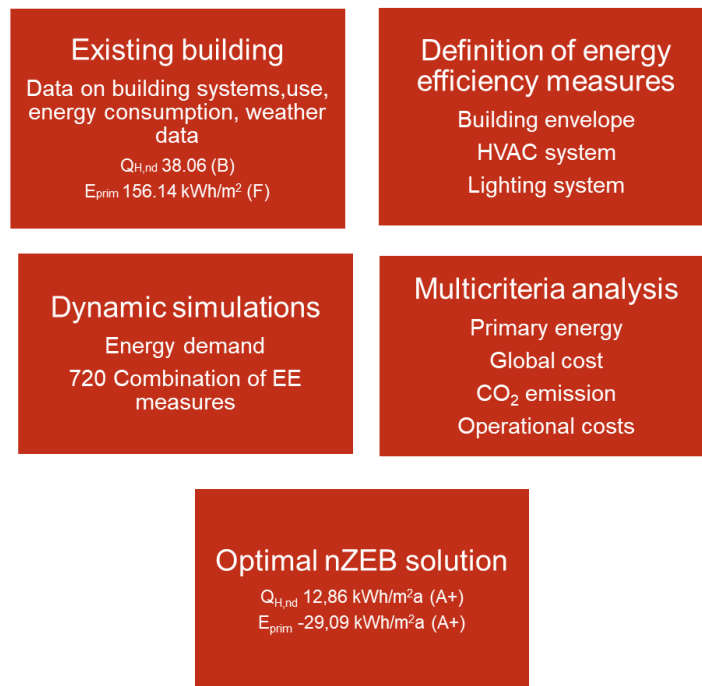 Existing building
Data on building systems,use,
energy consumption, weather
data
QH,nd 38.06 (B)
Eprim 156.14 kWh/m² (F)
Definition of energy
efficiency measures
Building envelope
HVAC system
Lighting system
Dynamic simulations
Energy demand
720 Combination of EE
measures
Multicriteria analysis
Primary energy
Global cost
CO₂ emission
Operational costs
Optimal nZEB solution
QH,nd 12,86 kWh/m²a (A+)
Eprim -29,09 kWh/m²a (A+)